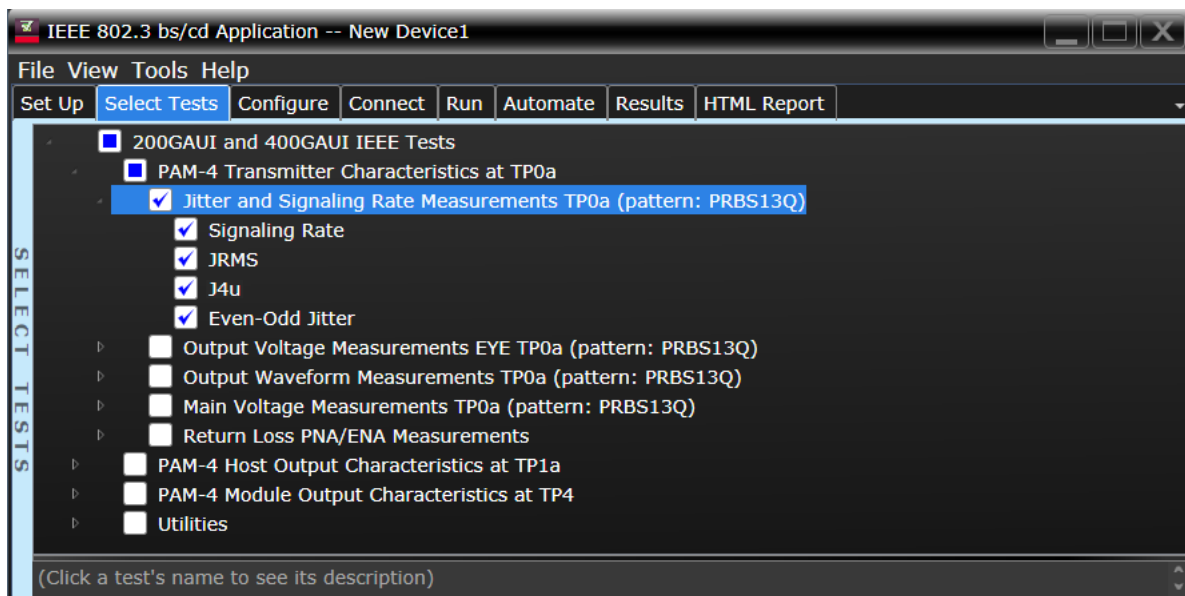 IEEE 802.3 bs/cd Application -- New Device1
File View Tools Help
Set Up Select Tests Configure Connect Run Automate Results HTML Report
SELECT TESTS
200GAUI and 400GAUI IEEE Tests
PAM-4 Transmitter Characteristics at TP0a
Jitter and Signaling Rate Measurements TP0a (pattern: PRBS13Q)
Signaling Rate
JRMS
J4u
Even-Odd Jitter
Output Voltage Measurements EYE TP0a (pattern: PRBS13Q)
Output Waveform Measurements TP0a (pattern: PRBS13Q)
Main Voltage Measurements TP0a (pattern: PRBS13Q)
Return Loss PNA/ENA Measurements
PAM-4 Host Output Characteristics at TP1a
PAM-4 Module Output Characteristics at TP4
Utilities
(Click a test's name to see its description)